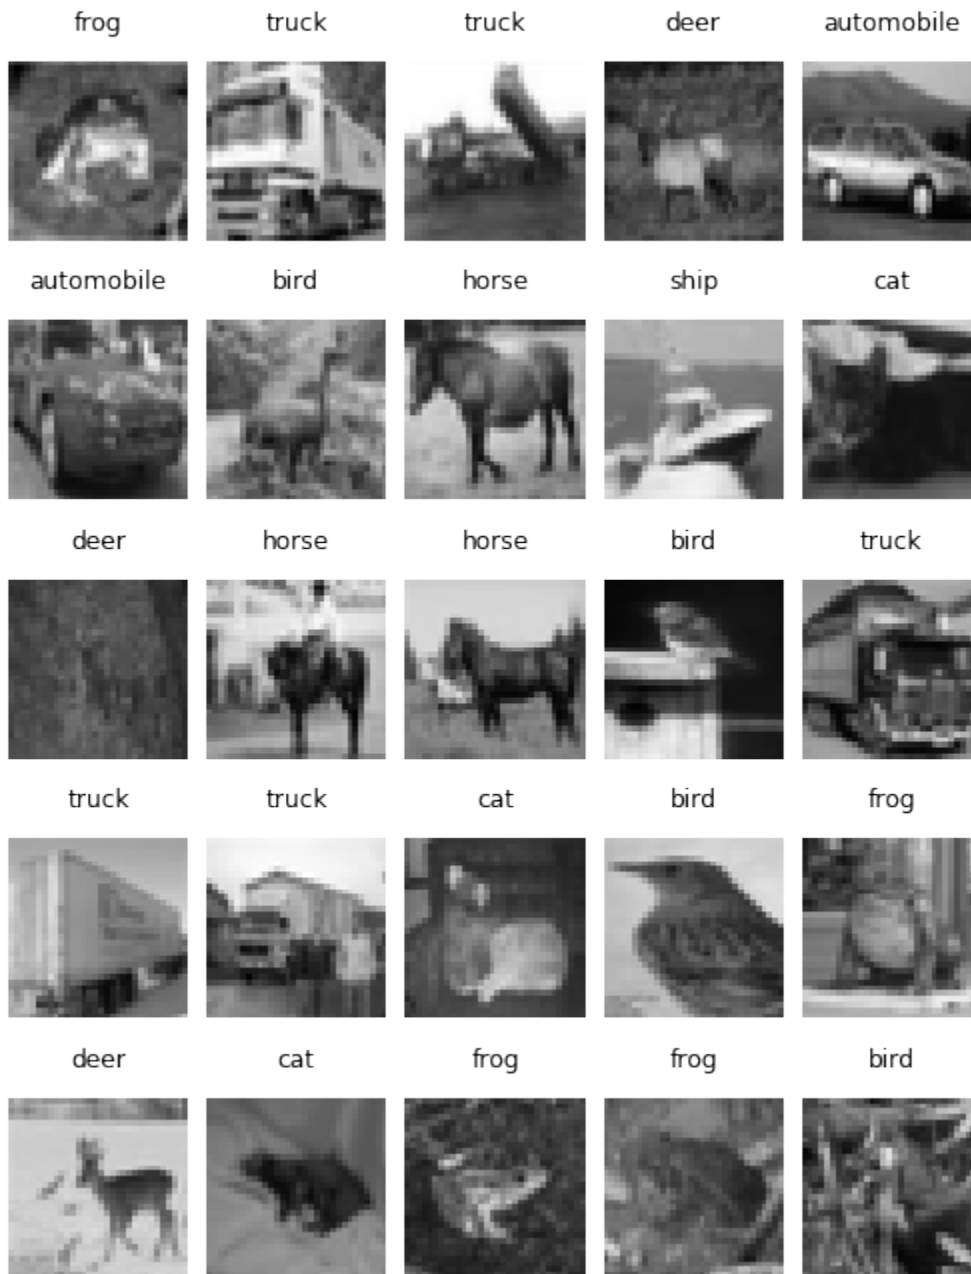 frog truck truck deer automobile
automobile bird horse ship cat
deer horse horse bird truck
truck truck cat bird frog
deer cat frog frog bird